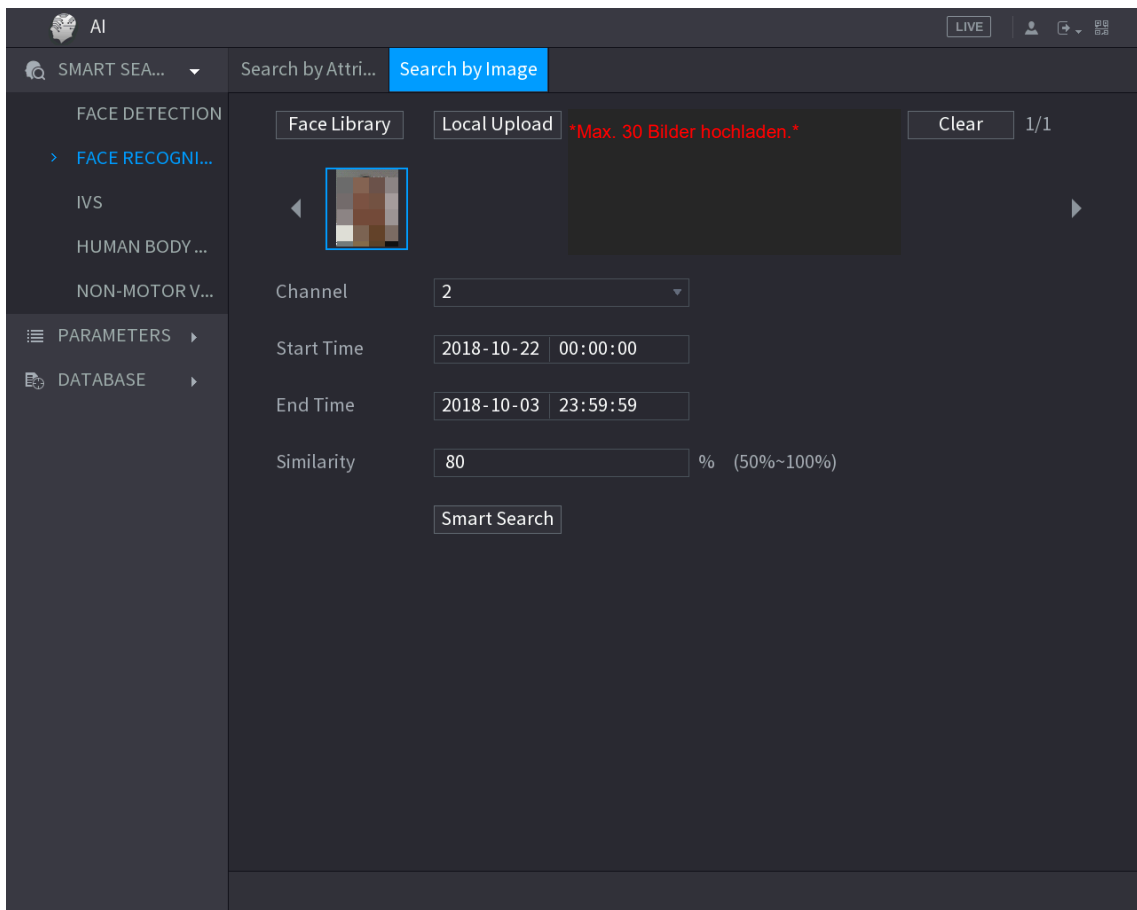 AI
LIVE
SMART SEA...
Search by Attri...
Search by Image
FACE DETECTION
FACE RECOGNI...
IVS
HUMAN BODY ...
NON-MOTOR V...
PARAMETERS
DATABASE
Face Library
Local Upload
*Max. 30 Bilder hochladen.*
Clear
1/1
Channel
2
Start Time
2018-10-22 00:00:00
End Time
2018-10-03 23:59:59
Similarity
80
% (50%~100%)
Smart Search